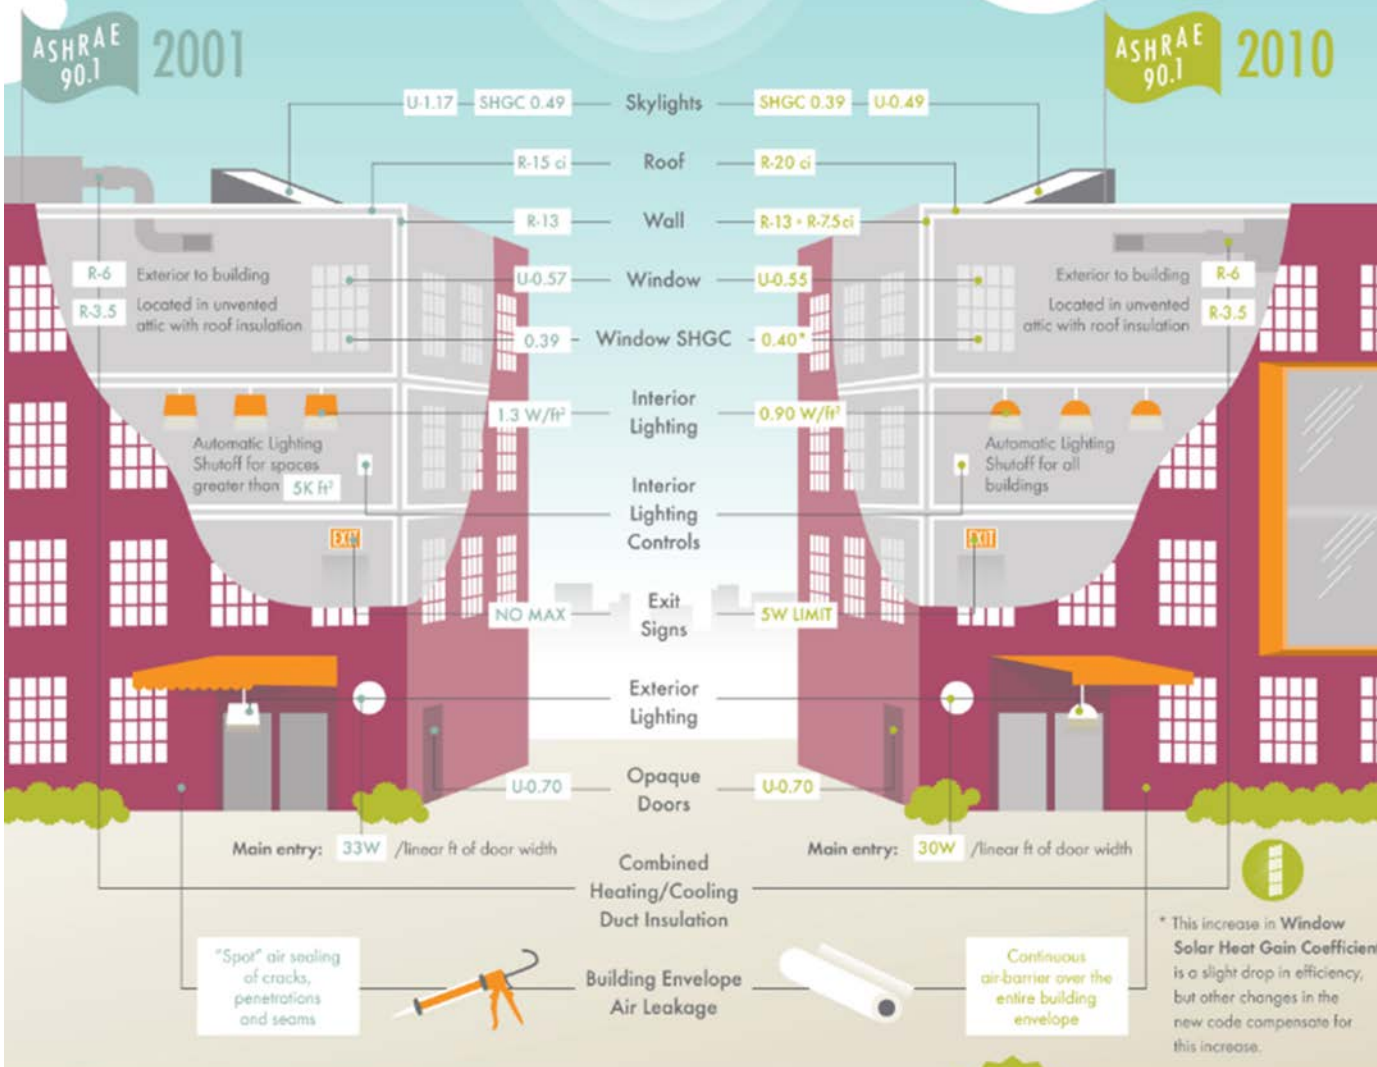 ASHRAE
90.1
2001
ASHRAE
90.1
2010
U-1.17 SHGC 0.49 Skylights SHGC 0.39 U-0.49
R-15 ci Roof R-20 ci
R-13 Wall R-13 + R-7.5 ci
U-0.57 Window U-0.55
0.39 Window SHGC 0.40*
R-6 Exterior to building
R-3.5 Located in unvented
attic with roof insulation
Exterior to building R-6
Located in unvented R-3.5
attic with roof insulation
1.3 W/ft² Interior 0.90 W/ft²
Lighting
Automatic Lighting
Shutoff for spaces
greater than 5K ft²
Interior
Lighting
Controls
Automatic Lighting
Shutoff for all
buildings
EXIT
EXIT
NO MAX Exit 5W LIMIT
Signs
Exterior
Lighting
U-0.70 Opaque U-0.70
Doors
Main entry: 33W /linear ft of door width
Main entry: 30W /linear ft of door width
Combined
Heating/Cooling
Duct Insulation
"Spot" air sealing
of cracks,
penetrations
and seams
Building Envelope
Air Leakage
Continuous
air-barrier over the
entire building
envelope
* This increase in Window
Solar Heat Gain Coefficien
is a slight drop in efficiency,
but other changes in the
new code compensate for
this increase.